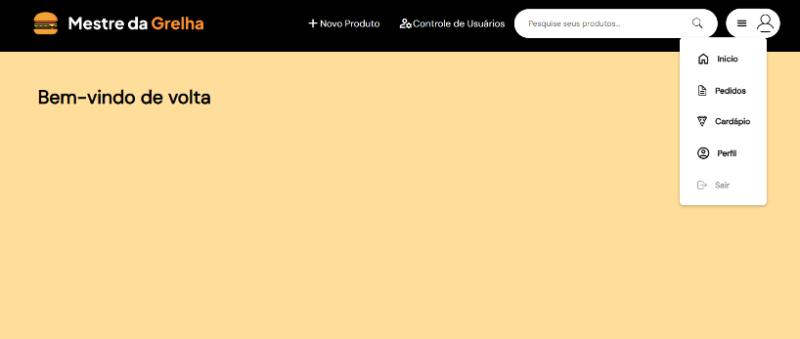 Mestre da Grelha
Novo Produto
Controle de Usuários
Pesquise seus produtos...
Início
Pedidos
Cardápio
Perfil
Sair
Bem-vindo de volta